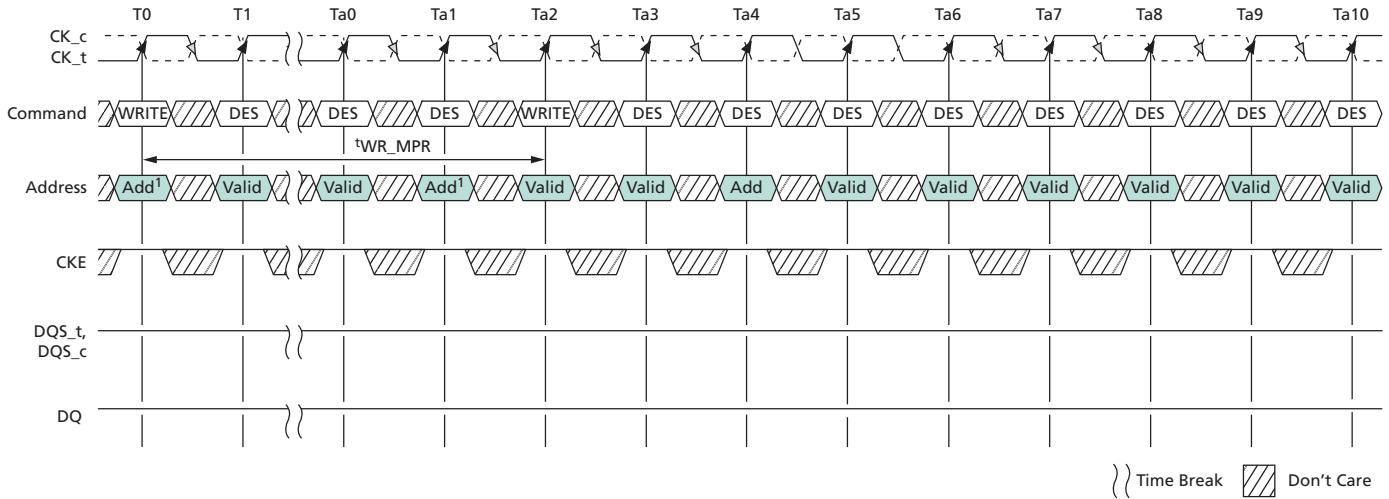 T0 T1 Ta0 Ta1 Ta2 Ta3 Ta4 Ta5 Ta6 Ta7 Ta8 Ta9 Ta10
CK_c
CK_t
Command WRITE DES DES DES WRITE DES DES DES DES DES DES DES DES
tWR_MPR
Address Add1 Valid Valid Add1 Valid Valid Add Valid Valid Valid Valid Valid Valid
CKE
DQS_t,
DQS_c
DQ
Time Break Don't Care